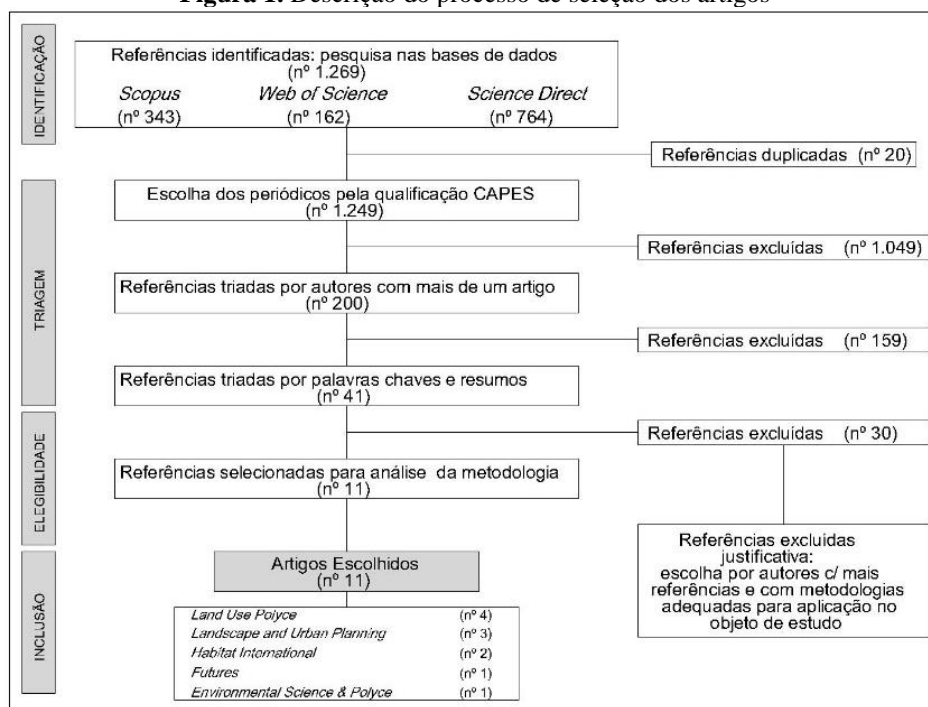 Figura 1. Descrição do processo de seleção dos artigos
IDENTIFICAÇÃO
Referências identificadas: pesquisa nas bases de dados
(nº 1.269)
Scopus Web of Science Science Direct
(nº 343) (nº 162) (nº 764)
Referências duplicadas (nº 20)
TRIAGEM
Escolha dos periódicos pela qualificação CAPES
(nº 1.249)
Referências excluídas (nº 1.049)
Referências triadas por autores com mais de um artigo
(nº 200)
Referências excluídas (nº 159)
Referências triadas por palavras chaves e resumos
(nº 41)
ELEGIBILIDADE
Referências excluídas (nº 30)
Referências selecionadas para análise da metodologia
(nº 11)
Referências excluídas
justificativa:
escolha por autores c/ mais
referências e com metodologias
adequadas para aplicação no
objeto de estudo
INCLUSÃO
Artigos Escolhidos
(nº 11)
Land Use Polyce (nº 4)
Landscape and Urban Planning (nº 3)
Habitat International (nº 2)
Futures (nº 1)
Environmental Science & Polyce (nº 1)